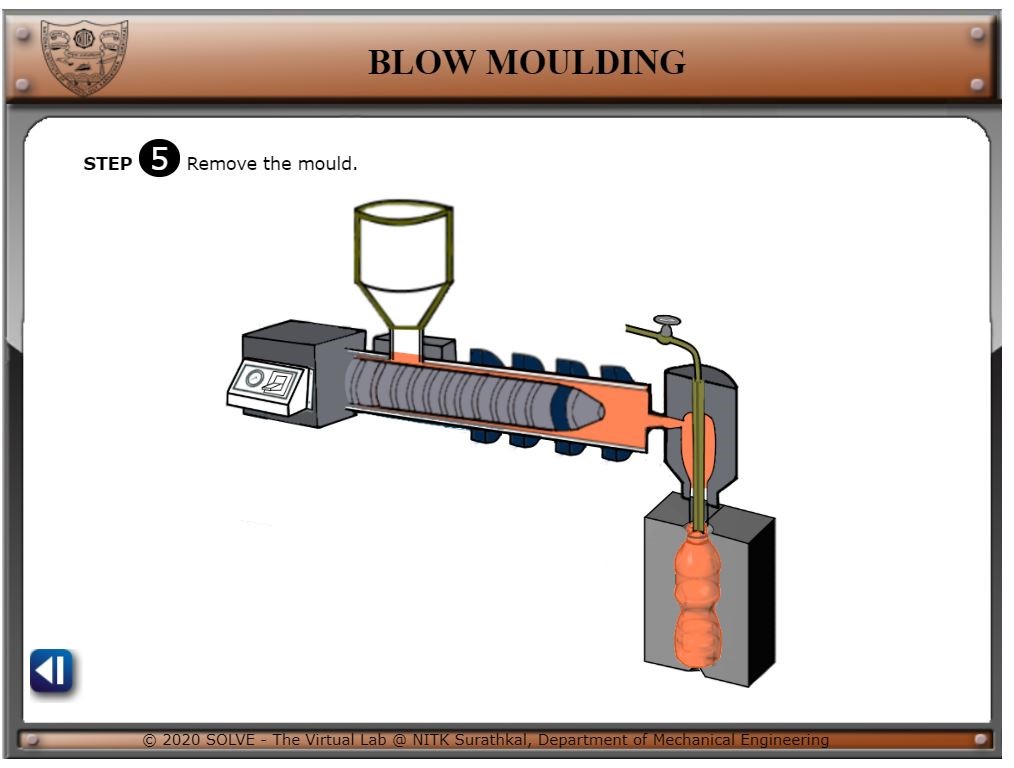 BLOW MOULDING
STEP 5 Remove the mould.
© 2020 SOLVE - The Virtual Lab @ NITK Surathkal, Department of Mechanical Engineering